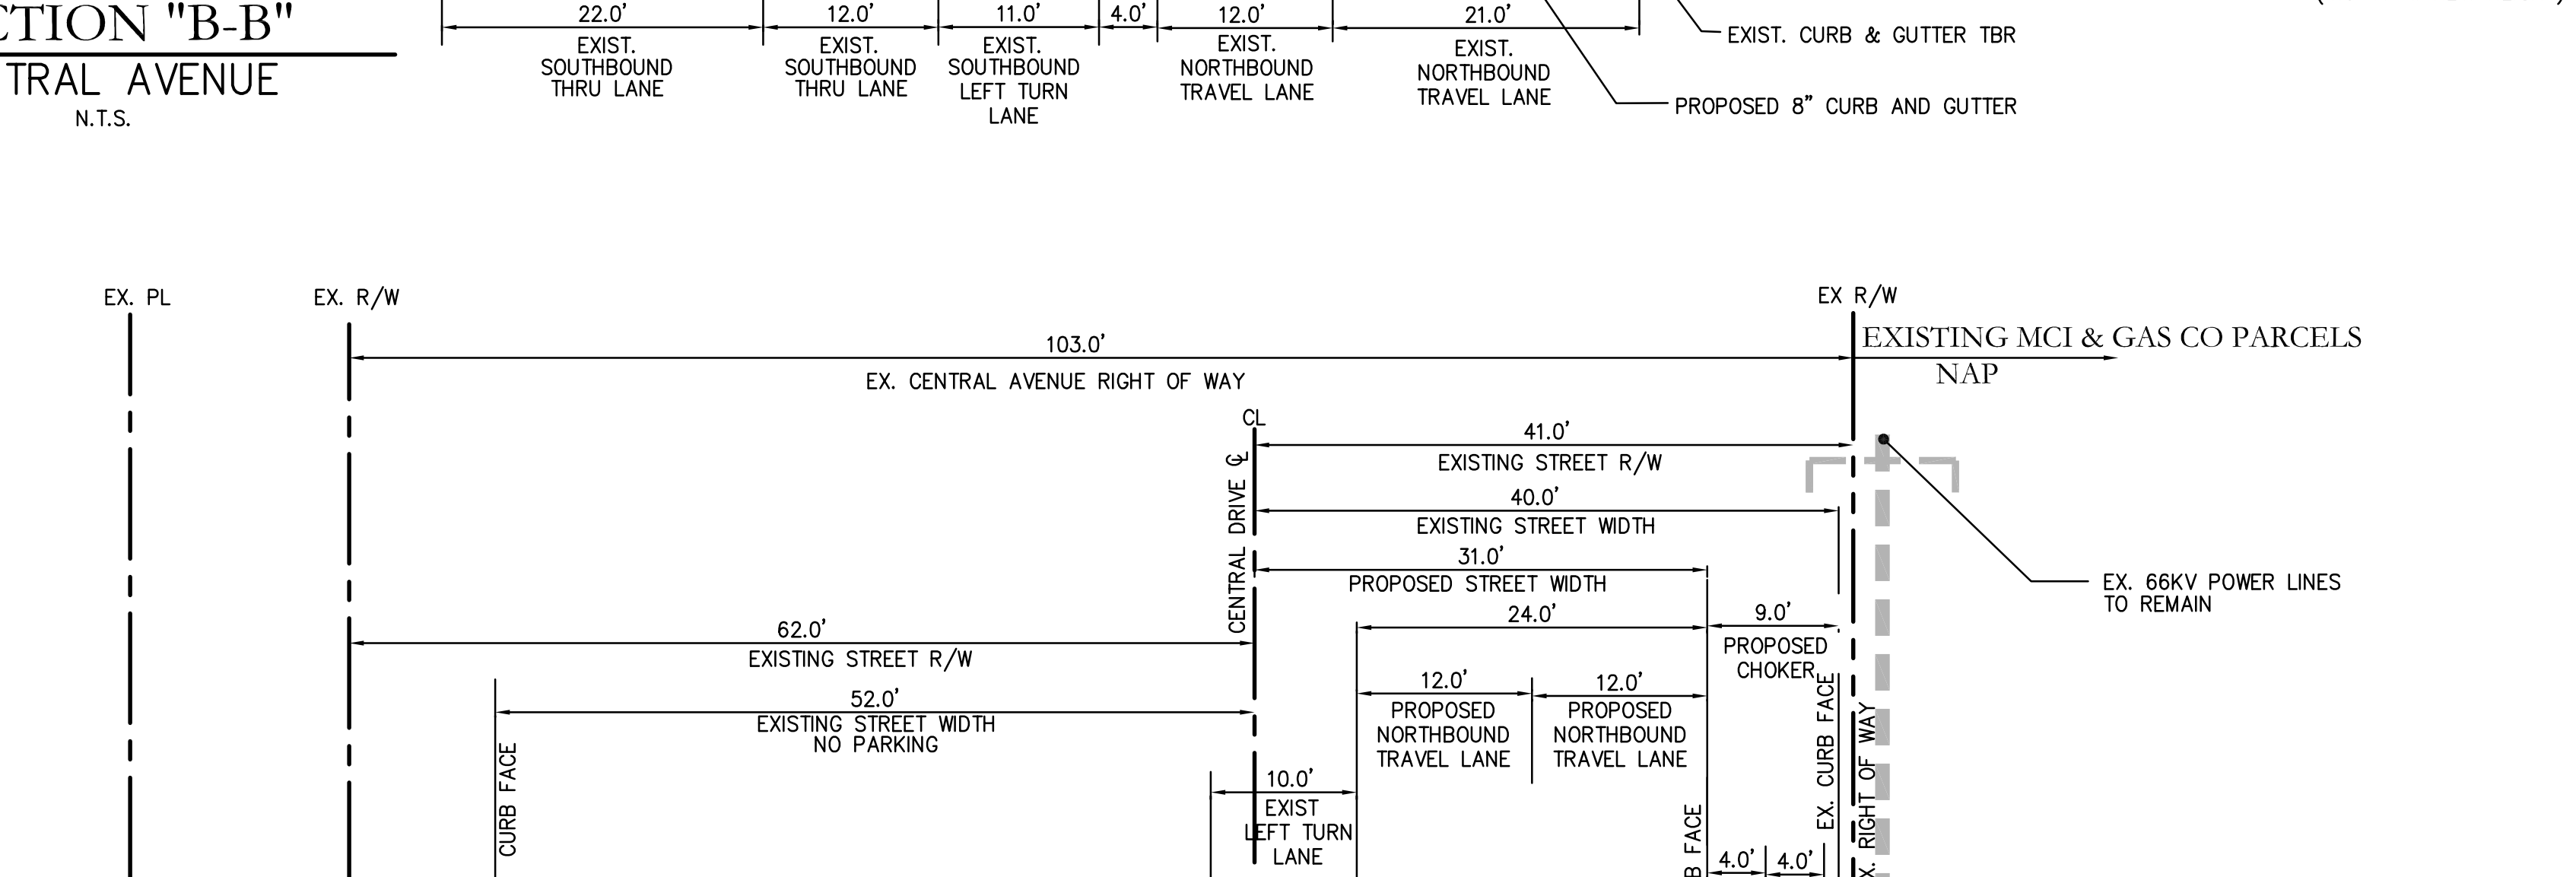 CTION "B-B"
TRAL AVENUE
N.T.S.
22.0'
EXIST.
SOUTHBOUND
THRU LANE
12.0'
EXIST.
SOUTHBOUND
THRU LANE
11.0'
EXIST.
SOUTHBOUND
LEFT TURN
LANE
4.0'
12.0'
EXIST.
NORTHBOUND
TRAVEL LANE
21.0'
EXIST.
NORTHBOUND
TRAVEL LANE
EXIST. CURB & GUTTER TBR
PROPOSED 8" CURB AND GUTTER
EX. PL
EX. R/W
EX R/W
103.0'
EX. CENTRAL AVENUE RIGHT OF WAY
EXISTING MCI & GAS CO PARCELS
NAP
CL
CENTRAL DRIVE ℄
41.0'
EXISTING STREET R/W
40.0'
EXISTING STREET WIDTH
31.0'
PROPOSED STREET WIDTH
24.0'
9.0'
PROPOSED
CHOKER
EX. 66KV POWER LINES
TO REMAIN
62.0'
EXISTING STREET R/W
52.0'
EXISTING STREET WIDTH
NO PARKING
12.0'
PROPOSED
NORTHBOUND
TRAVEL LANE
12.0'
PROPOSED
NORTHBOUND
TRAVEL LANE
CURB FACE
10.0'
EXIST
LEFT TURN
LANE
B FACE
4.0'
4.0'
EX. CURB FACE
X. RIGHT OF WAY